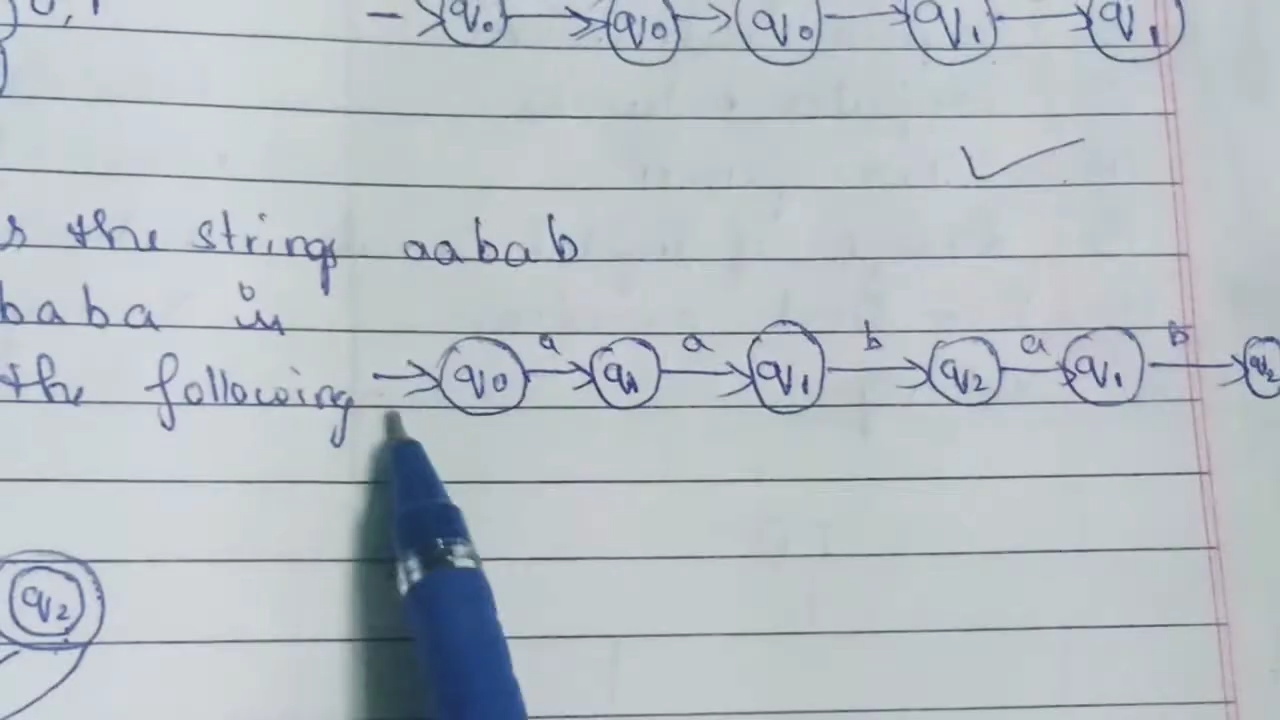 q0 q0 q0 q1 q1
the string aabab
baba is
a a b a b
the following → q0 q1 q1 q2 q1 q2
q2